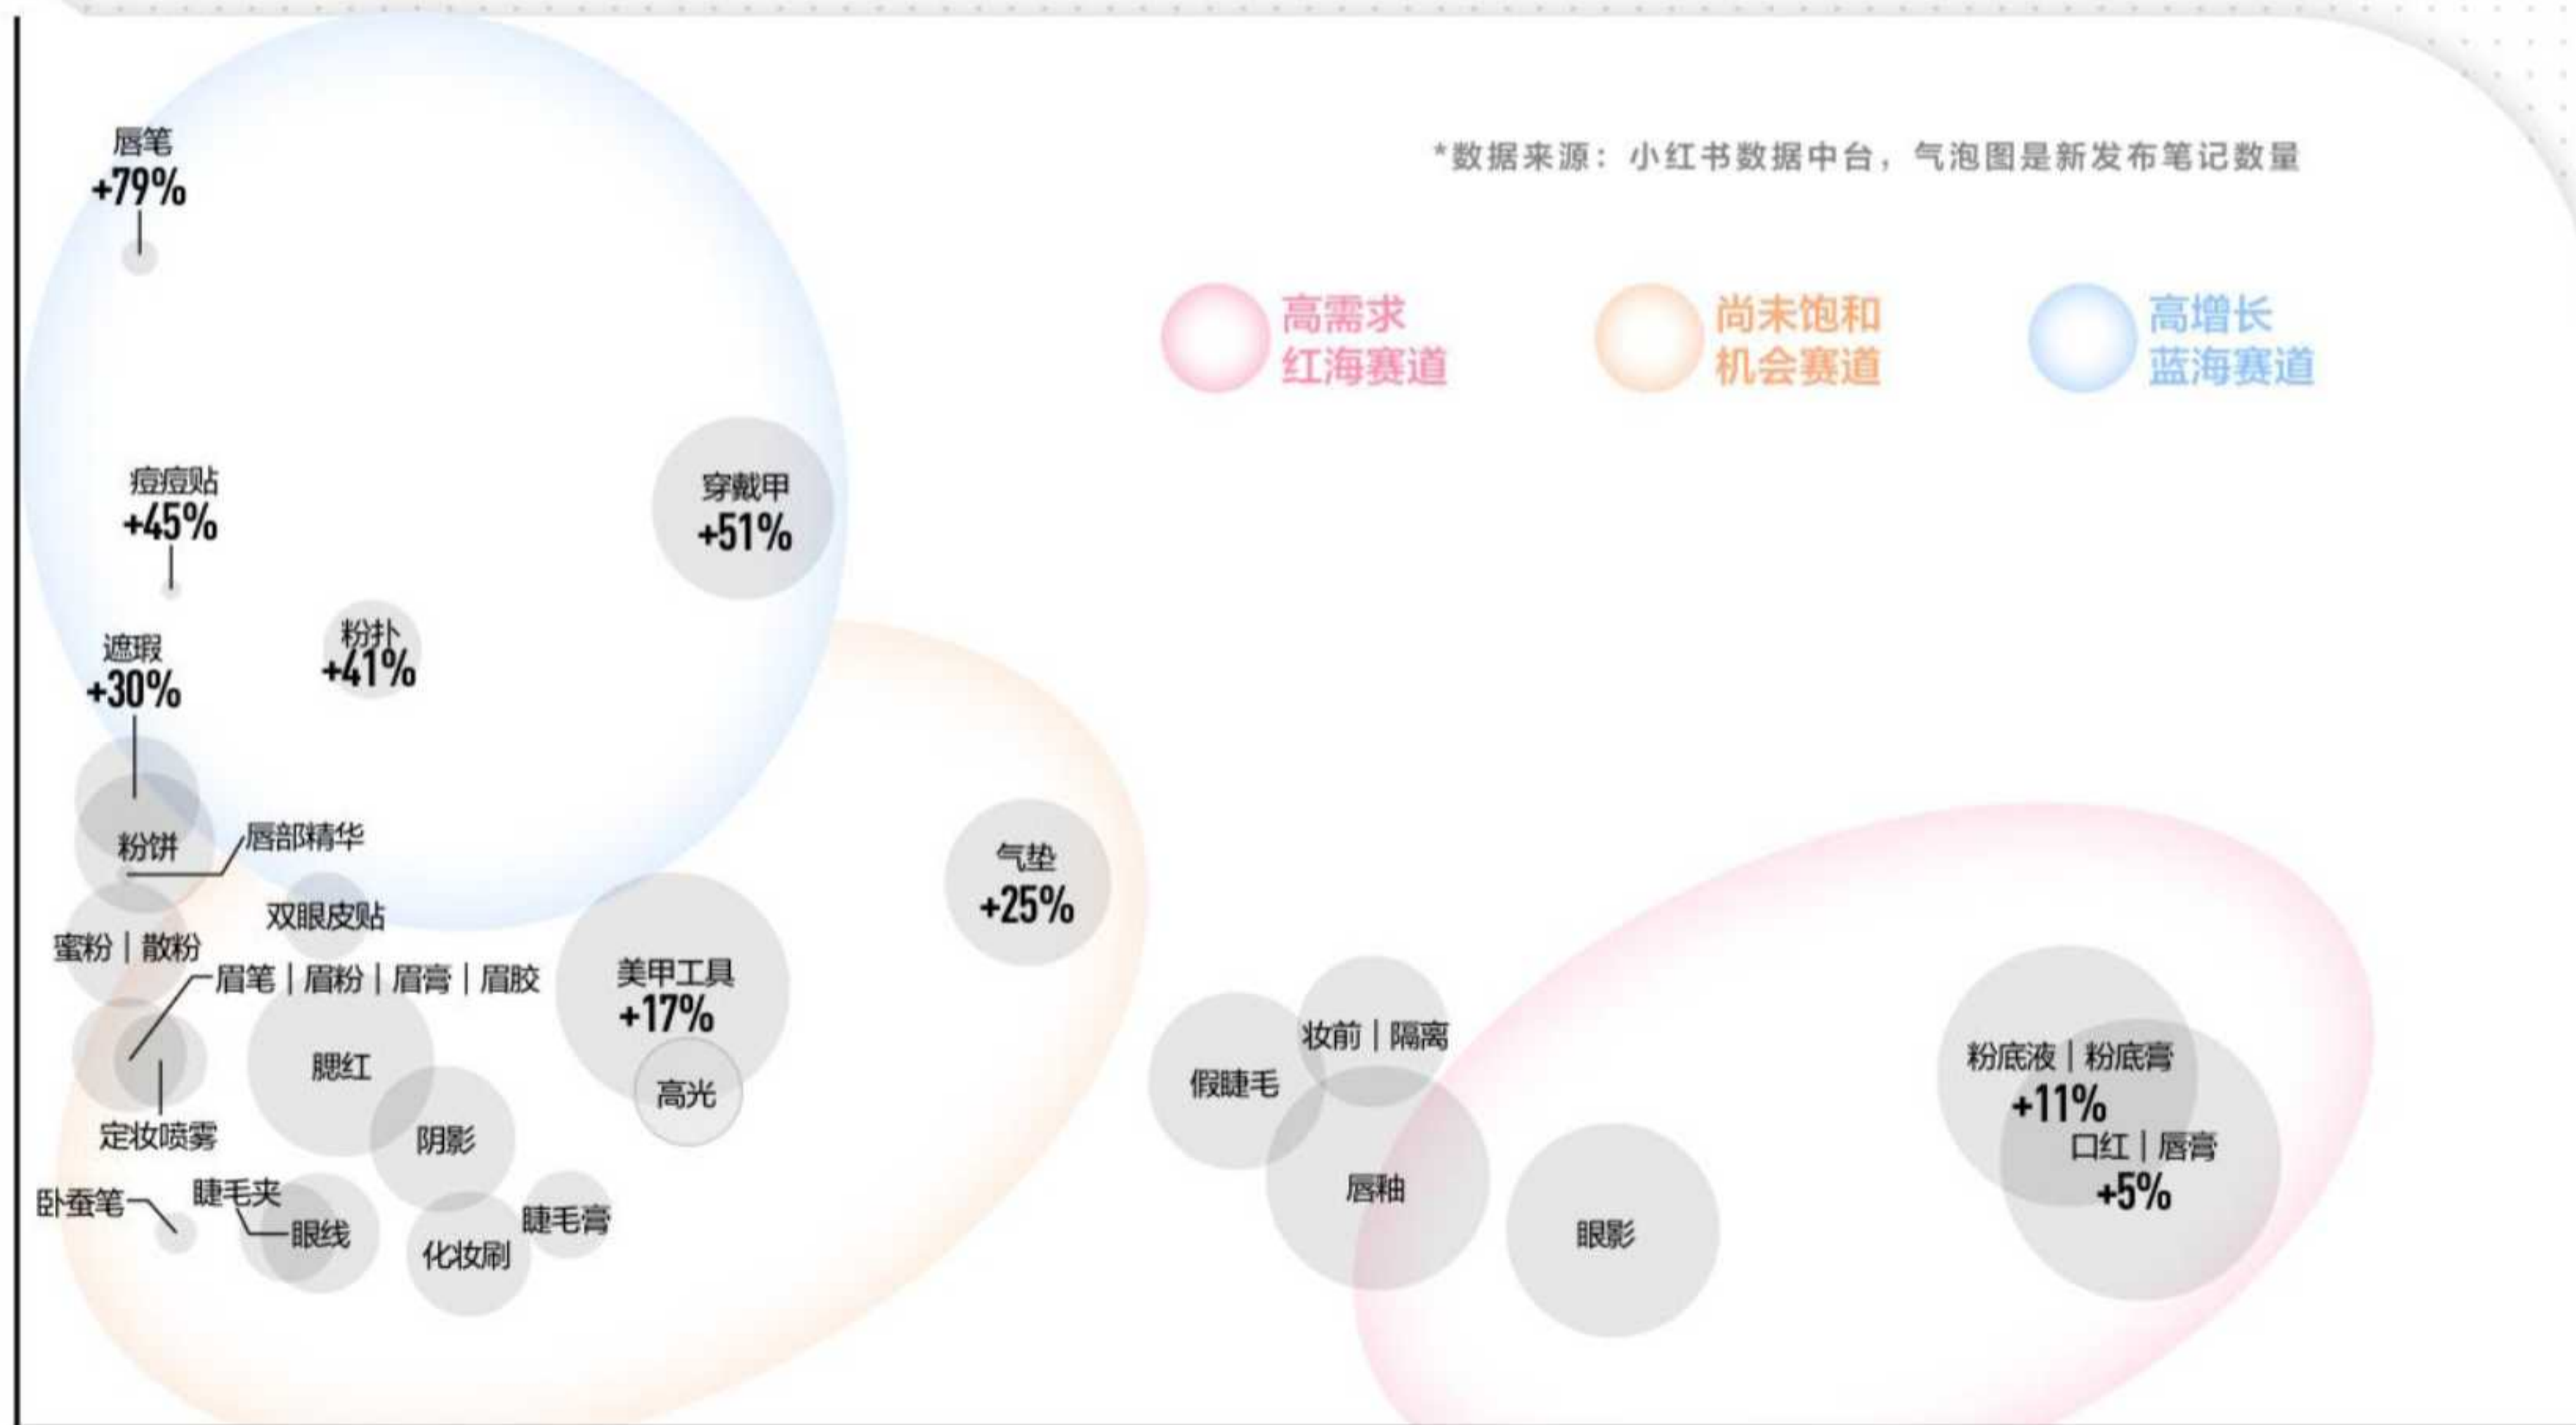 唇笔
+79%
*数据来源：小红书数据中台，气泡图是新发布笔记数量
高需求
红海赛道
尚未饱和
机会赛道
高增长
蓝海赛道
痘痘贴
+45%
穿戴甲
+51%
遮瑕
+30%
粉扑
+41%
粉饼
唇部精华
双眼皮贴
蜜粉｜散粉
眉笔｜眉粉｜眉膏｜眉胶
美甲工具
+17%
气垫
+25%
腮红
高光
定妆喷雾
阴影
卧蚕笔
睫毛夹
眼线
化妆刷
睫毛膏
妆前｜隔离
假睫毛
唇釉
眼影
粉底液｜粉底膏
+11%
口红｜唇膏
+5%